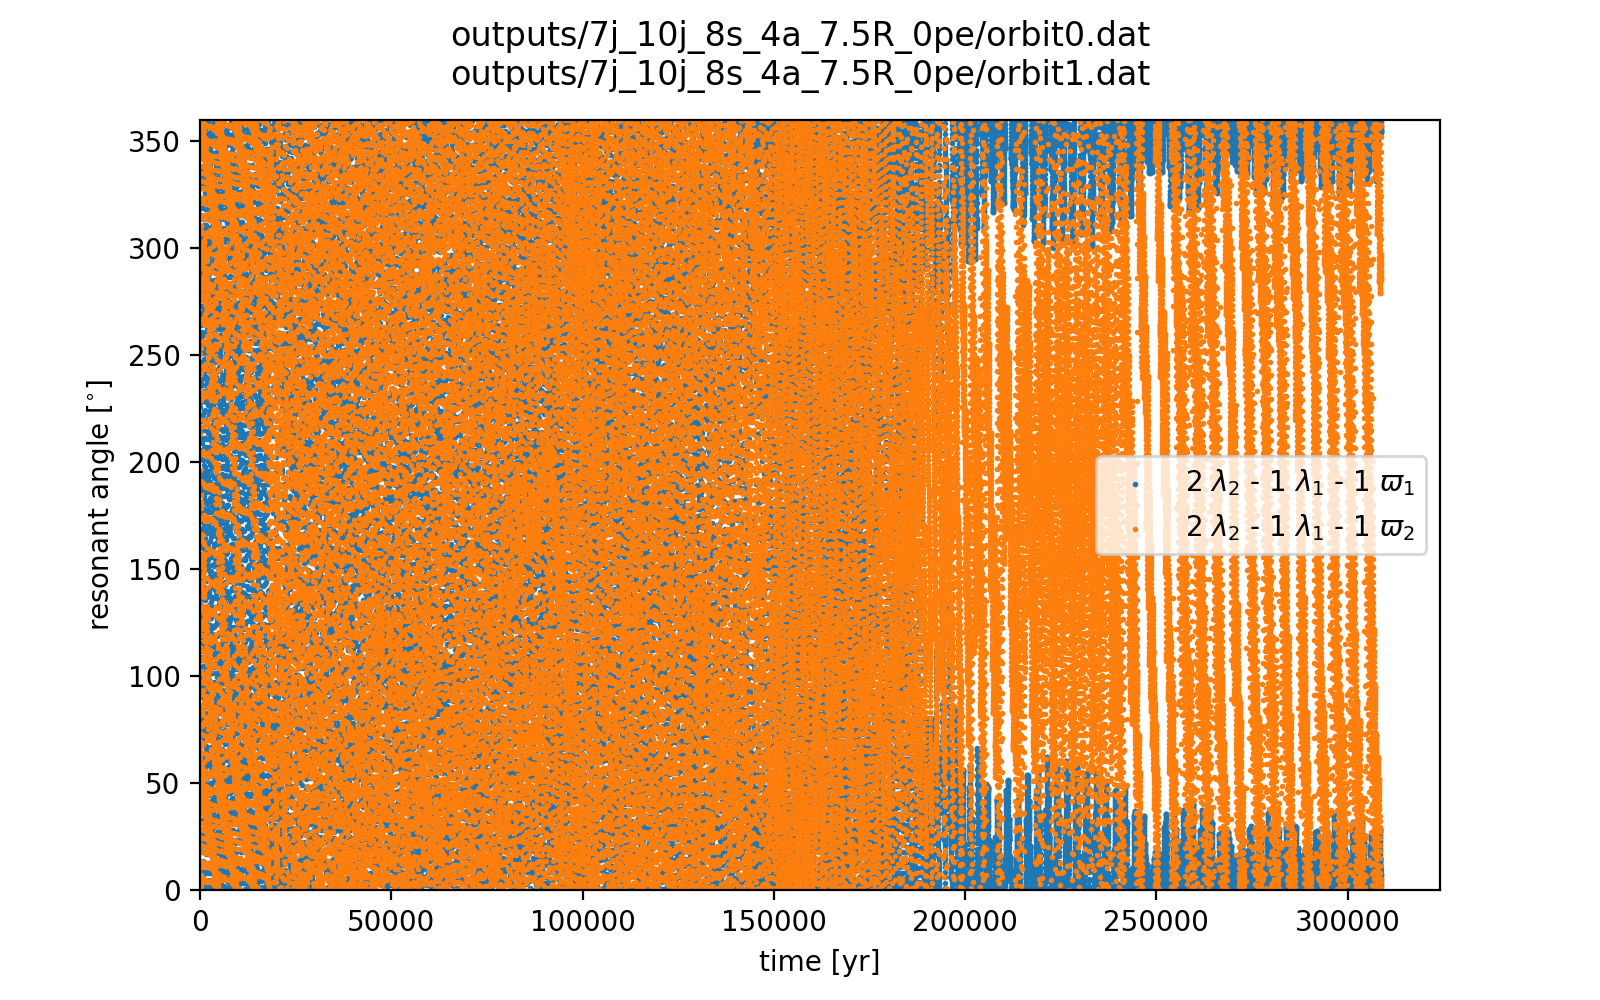 outputs/7j_10j_8s_4a_7.5R_0pe/orbit0.dat
outputs/7j_10j_8s_4a_7.5R_0pe/orbit1.dat
350
300
250
200
150
100
50
0
resonant angle [°]
2 λ₂ - 1 λ₁ - 1 ϖ₁
2 λ₂ - 1 λ₁ - 1 ϖ₂
0 50000 100000 150000 200000 250000 300000
time [yr]